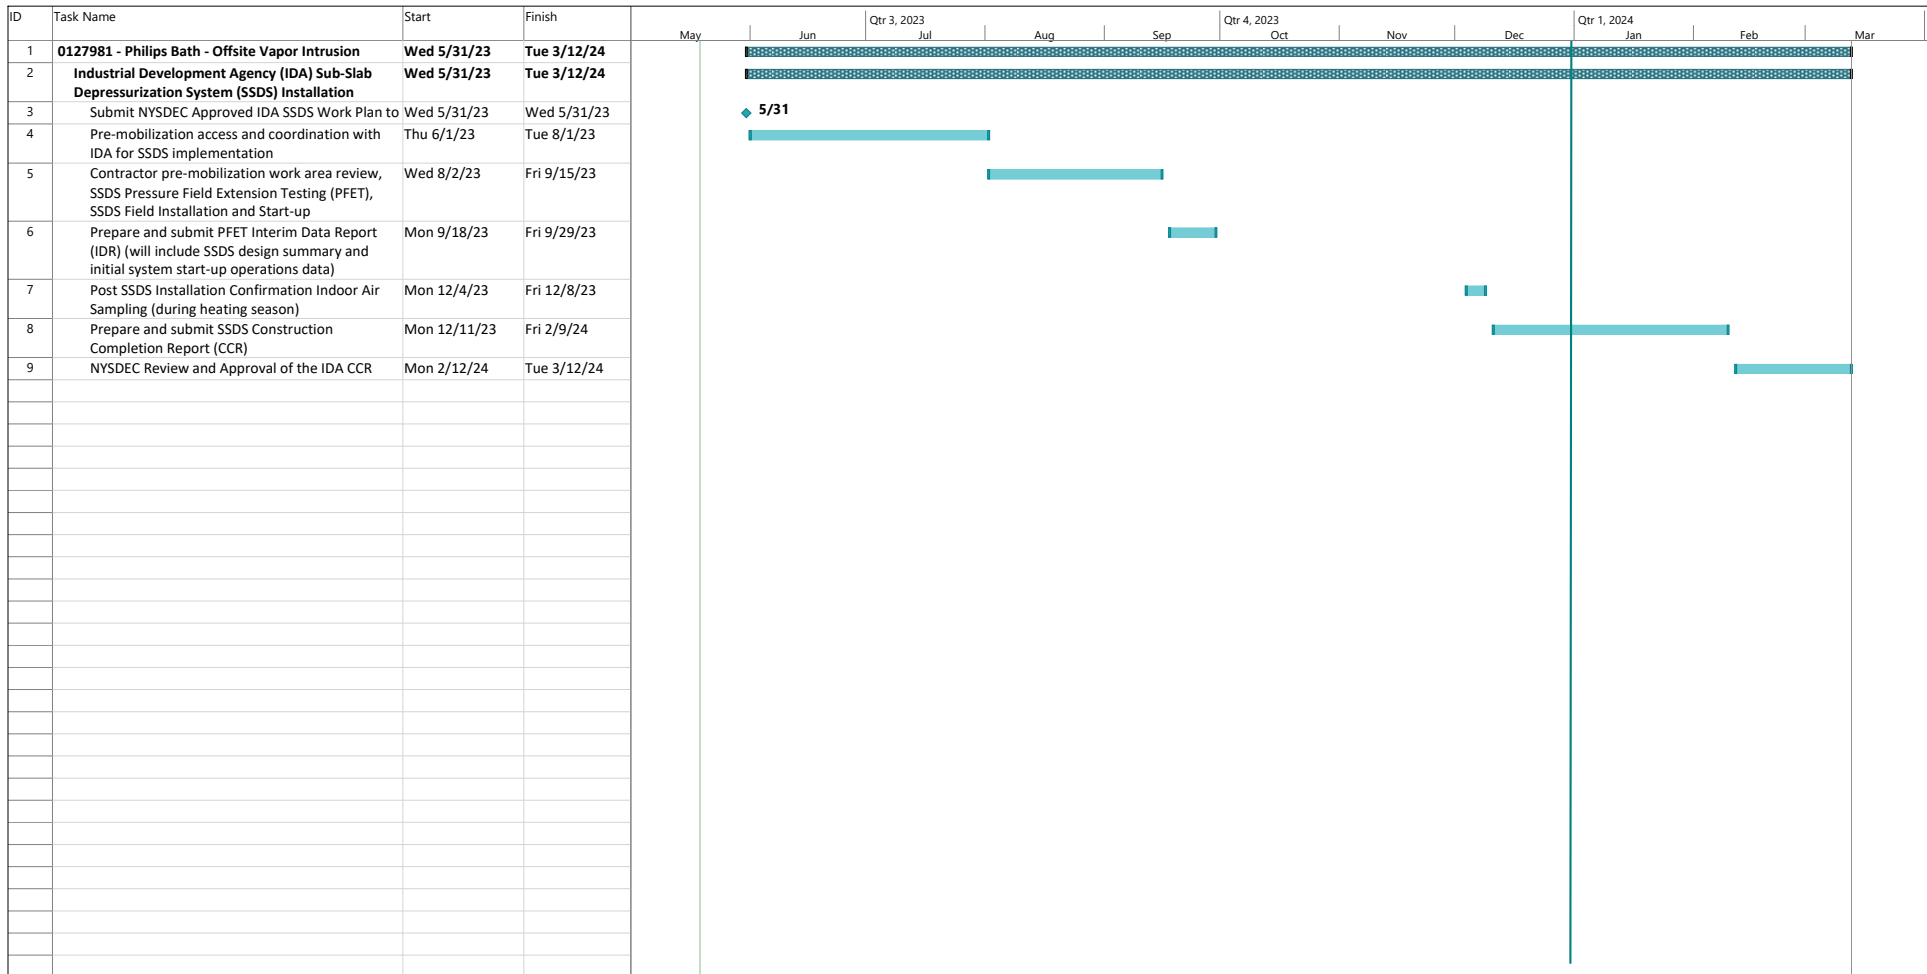 ID Task Name Start Finish Qtr 3, 2023 Qtr 4, 2023 Qtr 1, 2024
May Jun Jul Aug Sep Oct Nov Dec Jan Feb Mar
1 0127981 - Philips Bath - Offsite Vapor Intrusion Wed 5/31/23 Tue 3/12/24
2 Industrial Development Agency (IDA) Sub-Slab Wed 5/31/23 Tue 3/12/24
Depressurization System (SSDS) Installation
3 Submit NYSDEC Approved IDA SSDS Work Plan to Wed 5/31/23 Wed 5/31/23 5/31
4 Pre-mobilization access and coordination with Thu 6/1/23 Tue 8/1/23
IDA for SSDS implementation
5 Contractor pre-mobilization work area review, Wed 8/2/23 Fri 9/15/23
SSDS Pressure Field Extension Testing (PFET),
SSDS Field Installation and Start-up
6 Prepare and submit PFET Interim Data Report Mon 9/18/23 Fri 9/29/23
(IDR) (will include SSDS design summary and
initial system start-up operations data)
7 Post SSDS Installation Confirmation Indoor Air Mon 12/4/23 Fri 12/8/23
Sampling (during heating season)
8 Prepare and submit SSDS Construction Mon 12/11/23 Fri 2/9/24
Completion Report (CCR)
9 NYSDEC Review and Approval of the IDA CCR Mon 2/12/24 Tue 3/12/24